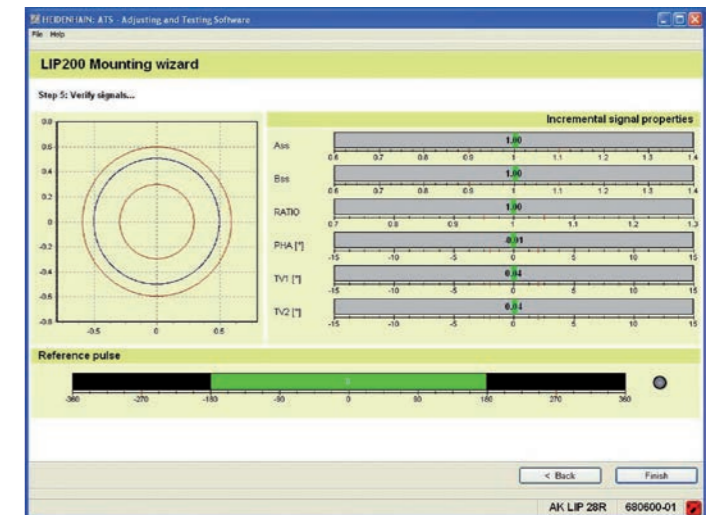 HEIDENHAIN: ATS - Adjusting and Testing Software
File Help
LIP200 Mounting wizard
Step 5: Verify signals...
Incremental signal properties
0.8
0.6
0.4
0.2
0
-0.2
-0.4
-0.6
-0.8
-0.5 0 0.5
Ass 1.00
0.6 0.7 0.8 0.9 1 1.1 1.2 1.3 1.4
Bss 1.00
0.6 0.7 0.8 0.9 1 1.1 1.2 1.3 1.4
RATIO 1.00
0.7 0.8 0.9 1 1.1 1.2 1.3
PHA [°] -0.01
-15 -10 -5 0 5 10 15
TV1 [°] 0.04
-15 -10 -5 0 5 10 15
TV2 [°] 0.04
-15 -10 -5 0 5 10 15
Reference pulse
-360 -270 -180 -90 0 90 180 270 360
< Back Finish
AK LIP 28R 680600-01